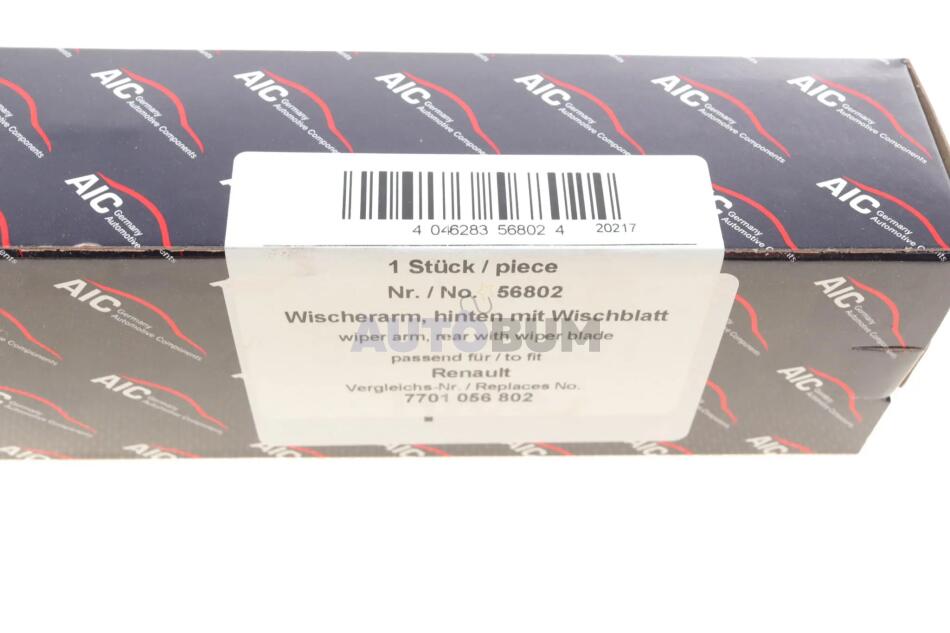 AIC Germany Automotive Components
4 046283 56802 4 20217
1 Stück / piece
Nr. / No. 56802
Wischerarm, hinten mit Wischblatt
wiper arm, rear with wiper blade
passend für / to fit
Renault
Vergleichs-Nr. / Replaces No.
7701 056 802
AUTOBUM